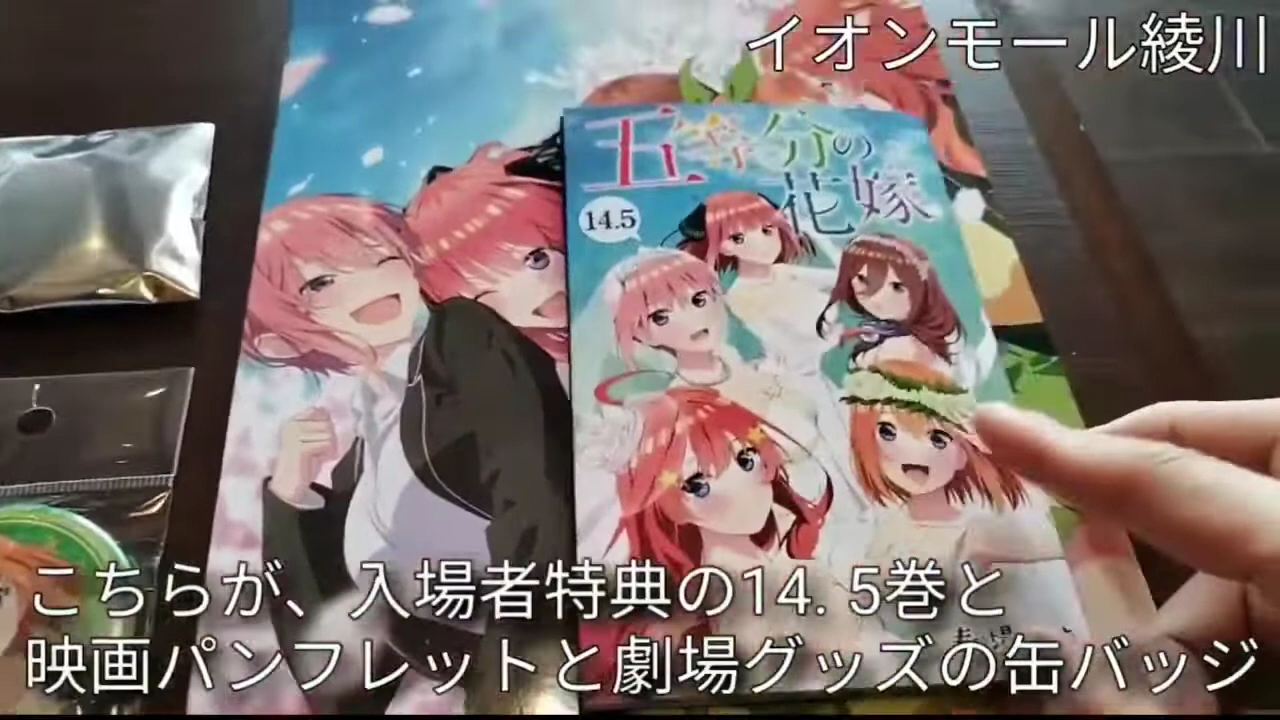 イオンモール綾川
五等分の
花嫁
14.5
こちらが、入場者特典の14. 5巻と
映画パンフレットと劇場グッズの缶バッジ